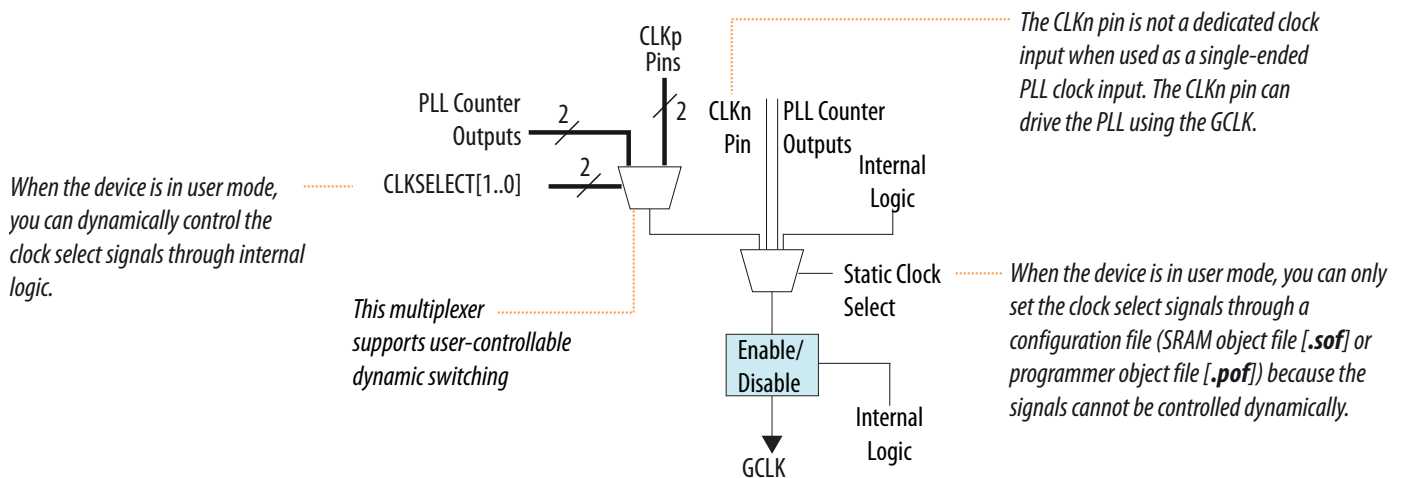 The CLKn pin is not a dedicated clock
input when used as a single-ended
PLL clock input. The CLKn pin can
drive the PLL using the GCLK.
CLKp
Pins
PLL Counter
Outputs
2
2
CLKn
Pin
PLL Counter
Outputs
Internal
Logic
When the device is in user mode,
you can dynamically control the
clock select signals through internal
logic.
CLKSELECT[1..0]
2
This multiplexer
supports user-controllable
dynamic switching
Static Clock
Select
When the device is in user mode, you can only
set the clock select signals through a
configuration file (SRAM object file [.sof] or
programmer object file [.pof]) because the
signals cannot be controlled dynamically.
Enable/
Disable
Internal
Logic
GCLK